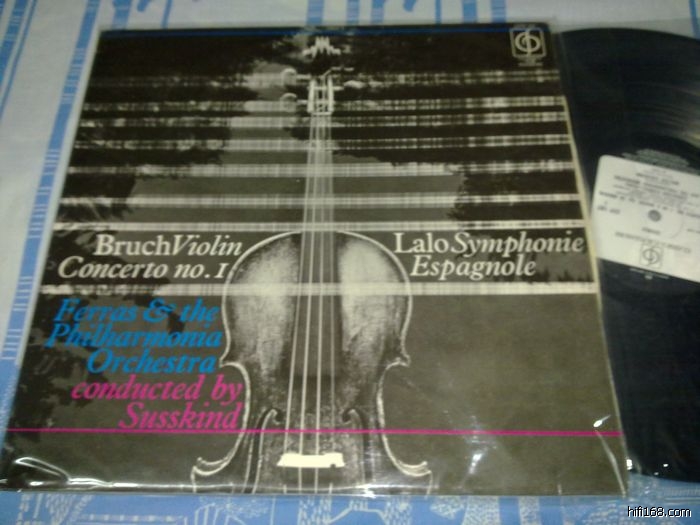 Bruch Violin
Concerto no. 1
Lalo Symphonie
Espagnole
Ferras & the
Philharmonia
Orchestra
conducted by
Susskind
hifi168.com